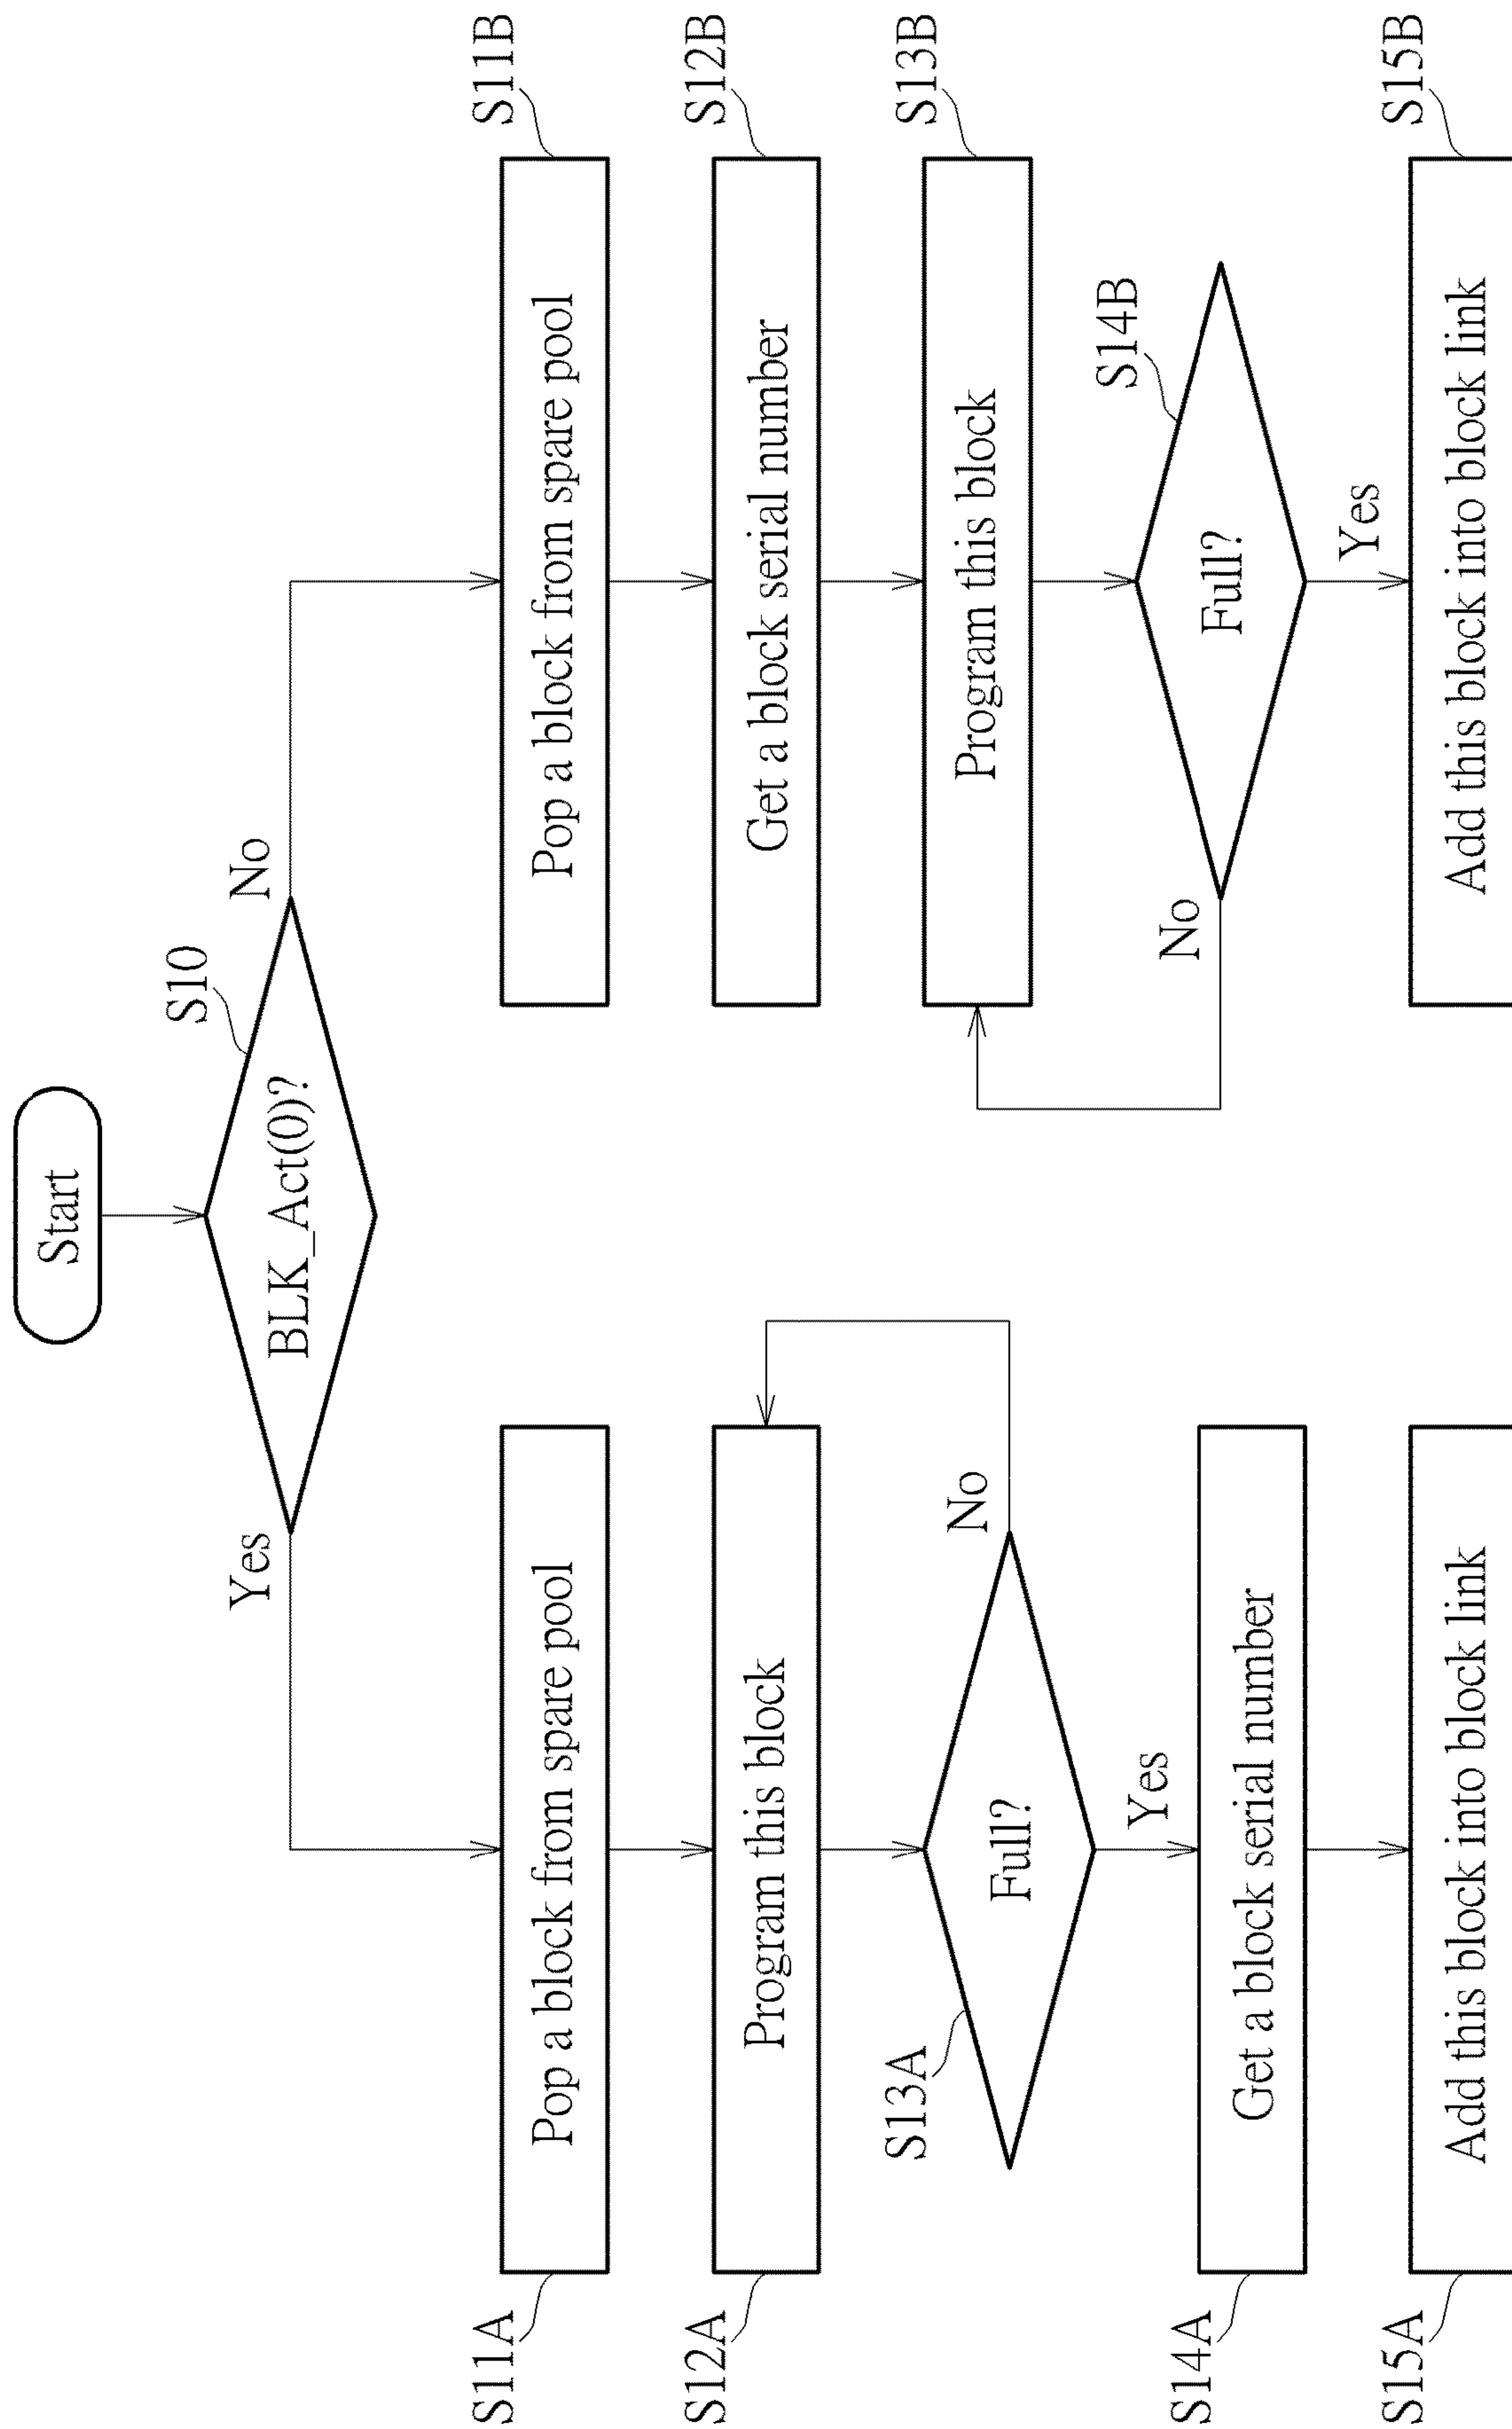 Start
S10
BLK_Act(0)?
Yes
No
S11A
Pop a block from spare pool
S12A
Program this block
S13A
Full?
No
Yes
S14A
Get a block serial number
S15A
Add this block into block link
S11B
Pop a block from spare pool
S12B
Get a block serial number
S13B
Program this block
S14B
Full?
No
Yes
S15B
Add this block into block link